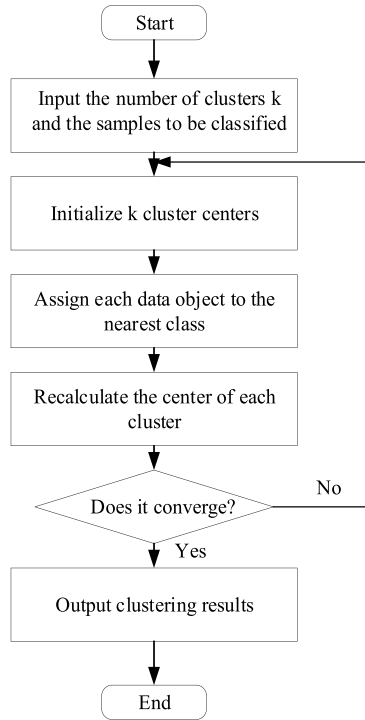 Start
Input the number of clusters k
and the samples to be classified
Initialize k cluster centers
Assign each data object to the
nearest class
Recalculate the center of each
cluster
Does it converge?
No
Yes
Output clustering results
End